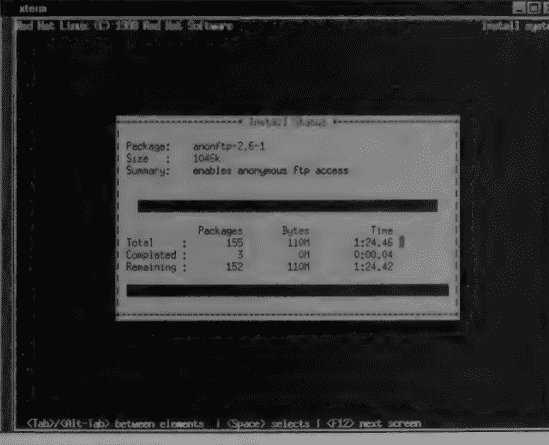 xterm
Red Hat Linux (C) 1998 Red Hat Software Install syste
Install Status
Package: anonftp-2.6-1
Size : 1046k
Summary: enables anonymous ftp access
Packages Bytes Time
Total : 155 110M 1:24.46
Completed : 3 0M 0:00.04
Remaining : 152 110M 1:24.42
<Tab>/<Alt-Tab> between elements | <Space> selects | <F12> next screen